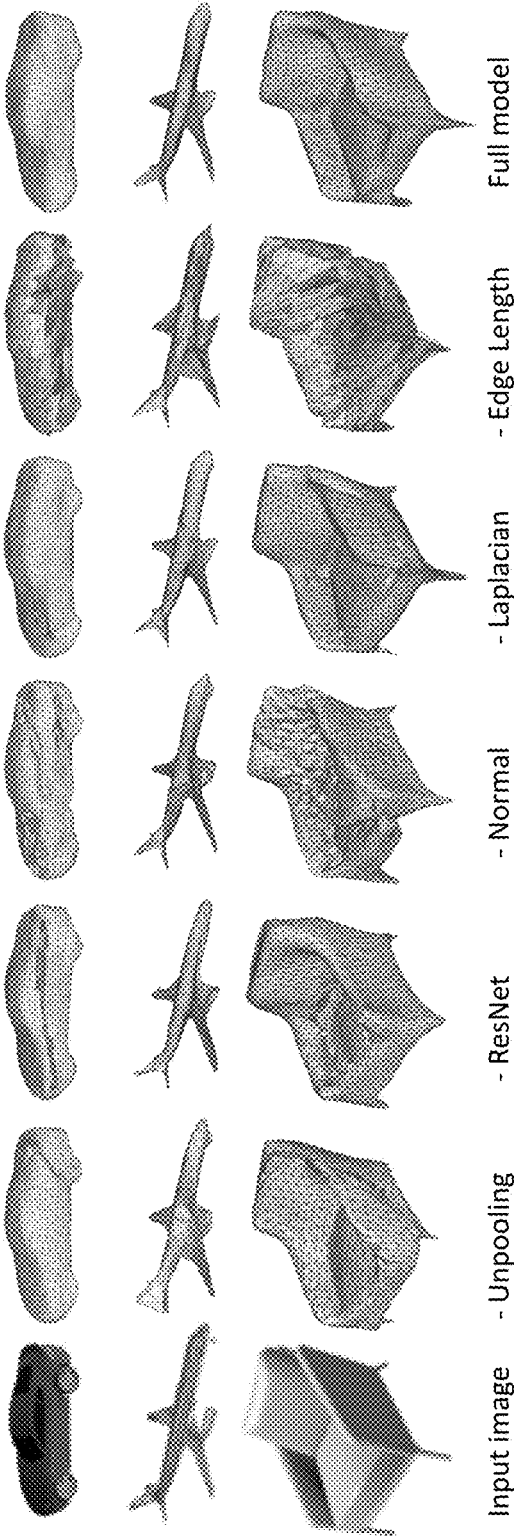 Input image
- Unpooling
- ResNet
- Normal
- Laplacian
- Edge Length
Full model